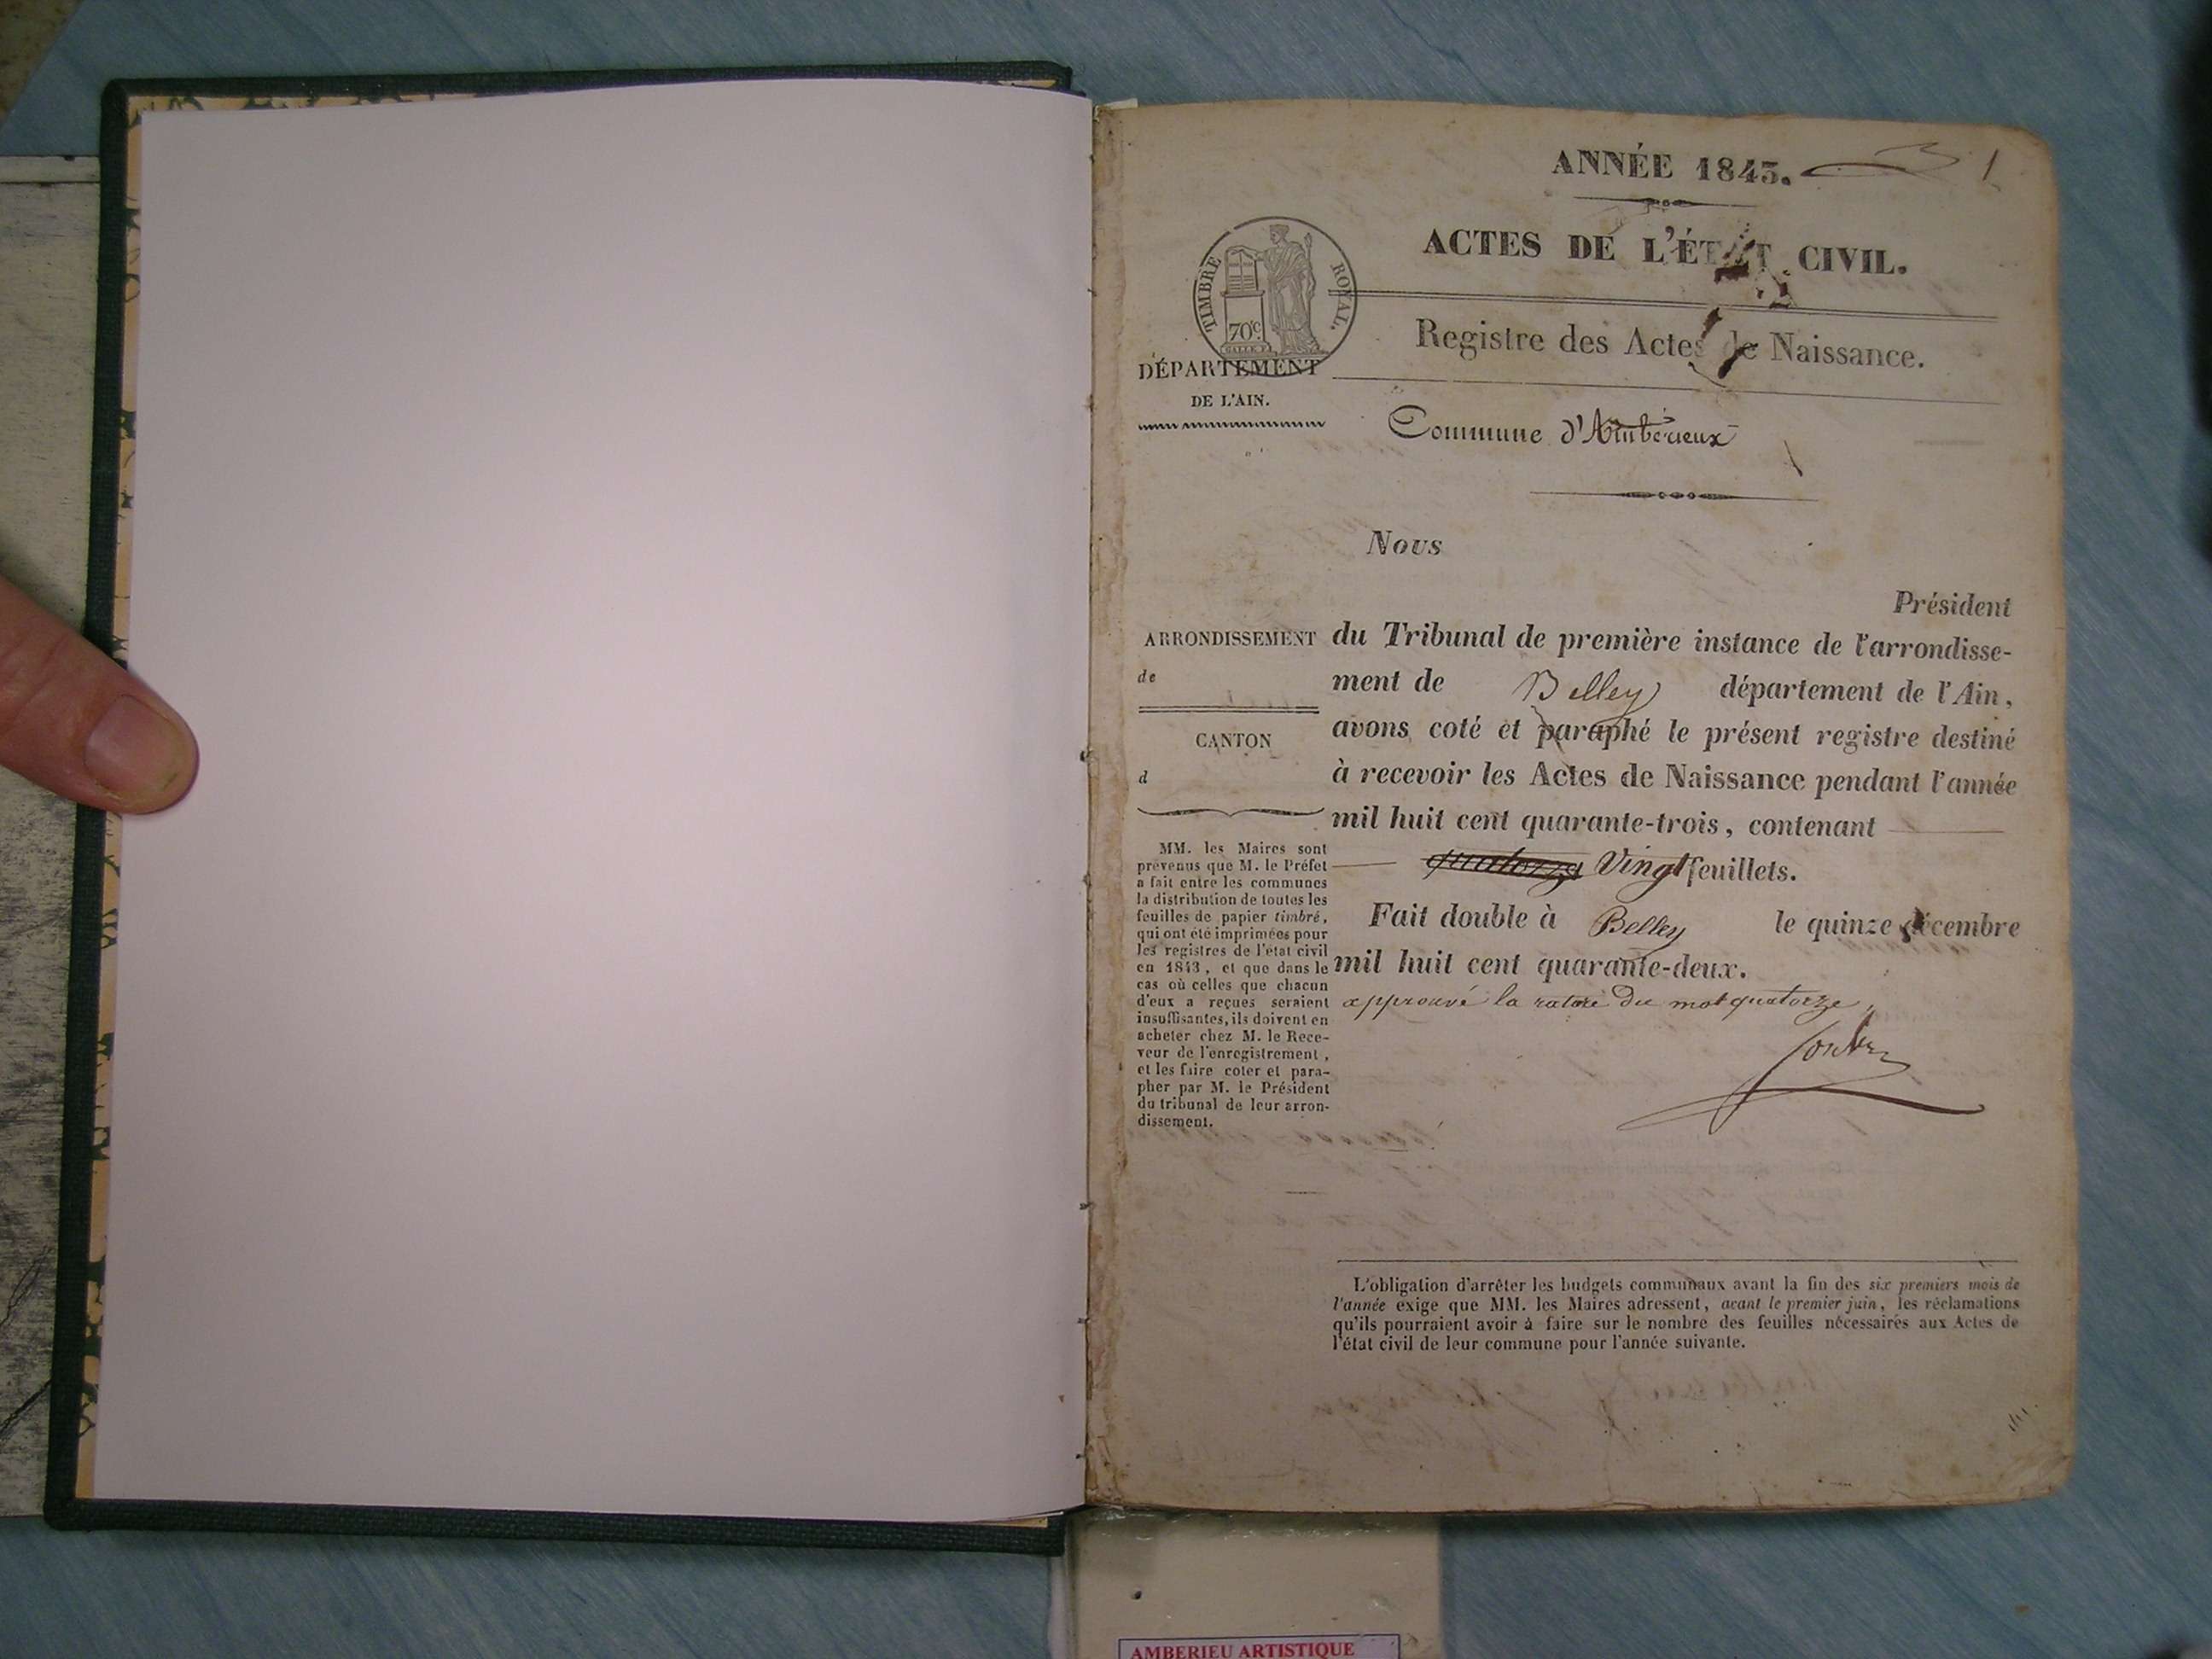 ANNÉE 1843. 1
ACTES DE L'ÉTAT CIVIL.
TIMBRE ROYAL.
70c.
Registre des Actes de Naissance.
DÉPARTEMENT
DE L'AIN.
Commune d'Ambérieux
Nous
Président
ARRONDISSEMENT
de
CANTON
d
du Tribunal de première instance de l'arrondisse-
ment de Belley département de l'Ain,
avons coté et paraphé le présent registre destiné
à recevoir les Actes de Naissance pendant l'année
mil huit cent quarante-trois, contenant
quatorze Vingt feuillets.
Fait double à Belley le quinze décembre
mil huit cent quarante-deux.
approuvé la rature du mot quatorze
MM. les Maires sont
prévenus que M. le Préfet
a fait entre les communes
la distribution de toutes les
feuilles de papier timbré,
qui ont été imprimées pour
les registres de l'état civil
en 1843, et que dans le
cas où celles que chacun
d'eux a reçues seraient
insuffisantes, ils doivent en
acheter chez M. le Rece-
veur de l'enregistrement,
et les faire coter et para-
pher par M. le Président
du tribunal de leur arron-
dissement.
L'obligation d'arrêter les budgets communaux avant la fin des six premiers mois de
l'année exige que MM. les Maires adressent, avant le premier juin, les réclamations
qu'ils pourraient avoir à faire sur le nombre des feuilles nécessaires aux Actes de
l'état civil de leur commune pour l'année suivante.
AMBERIEU ARTISTIQUE